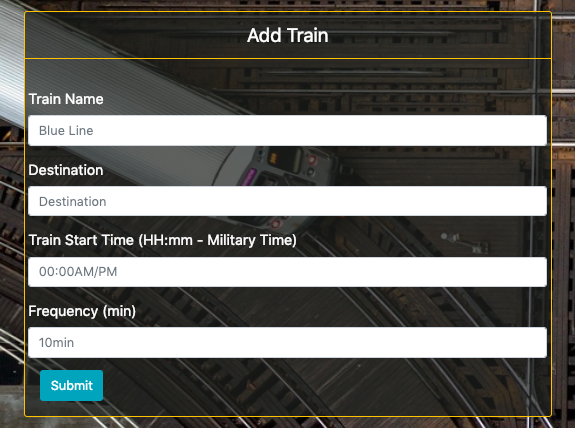 Add Train
Train Name
Blue Line
Destination
Destination
Train Start Time (HH:mm - Military Time)
00:00AM/PM
Frequency (min)
10min
Submit